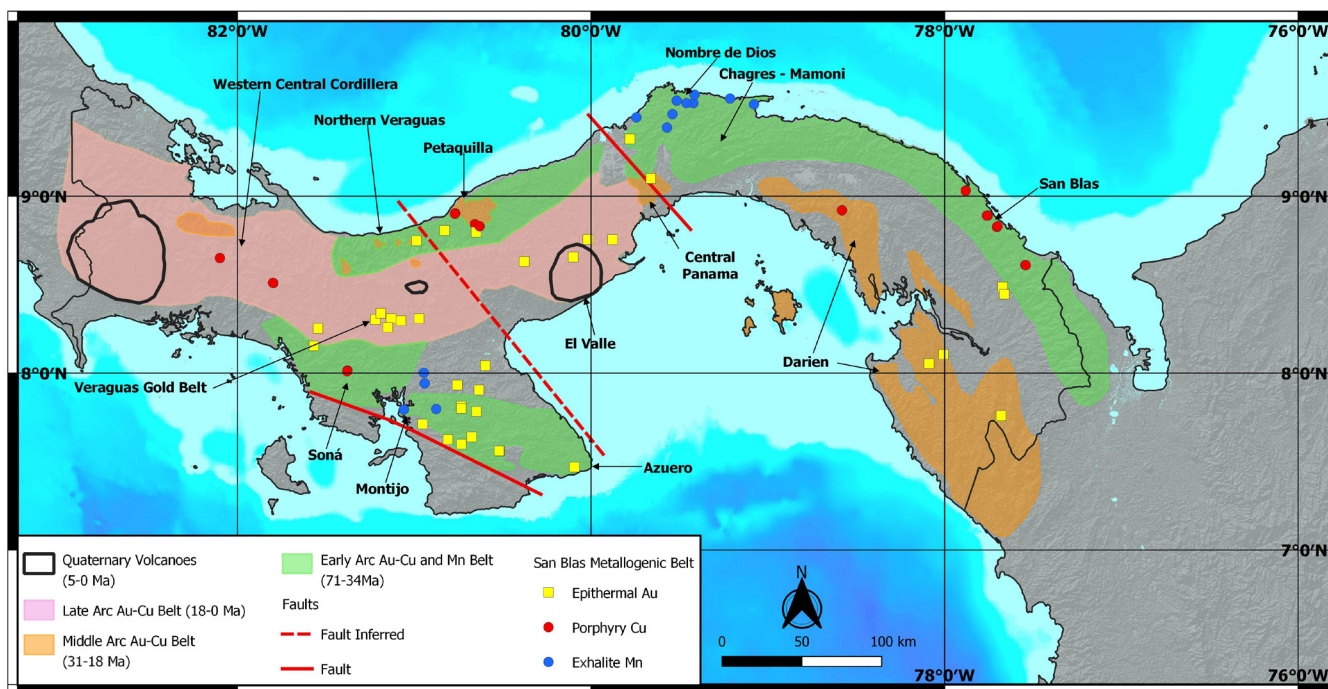 82°0′W
80°0′W
78°0′W
76°0′W
Nombre de Dios
Chagres - Mamoni
Western Central Cordillera
Northern Veraguas
Petaquilla
9°0′N
9°0′N
San Blas
Central
Panama
El Valle
Veraguas Gold Belt
Darien
8°0′N
8°0′N
Soná
Montijo
Azuero
7°0′N
Quaternary Volcanoes
(5-0 Ma)
Late Arc Au-Cu Belt (18-0 Ma)
Middle Arc Au-Cu Belt
(31-18 Ma)
Early Arc Au-Cu and Mn Belt
(71-34Ma)
Faults
Fault Inferred
Fault
San Blas Metallogenic Belt
Epithermal Au
Porphyry Cu
Exhalite Mn
N
0
50
100 km
78°0′W
76°0′W